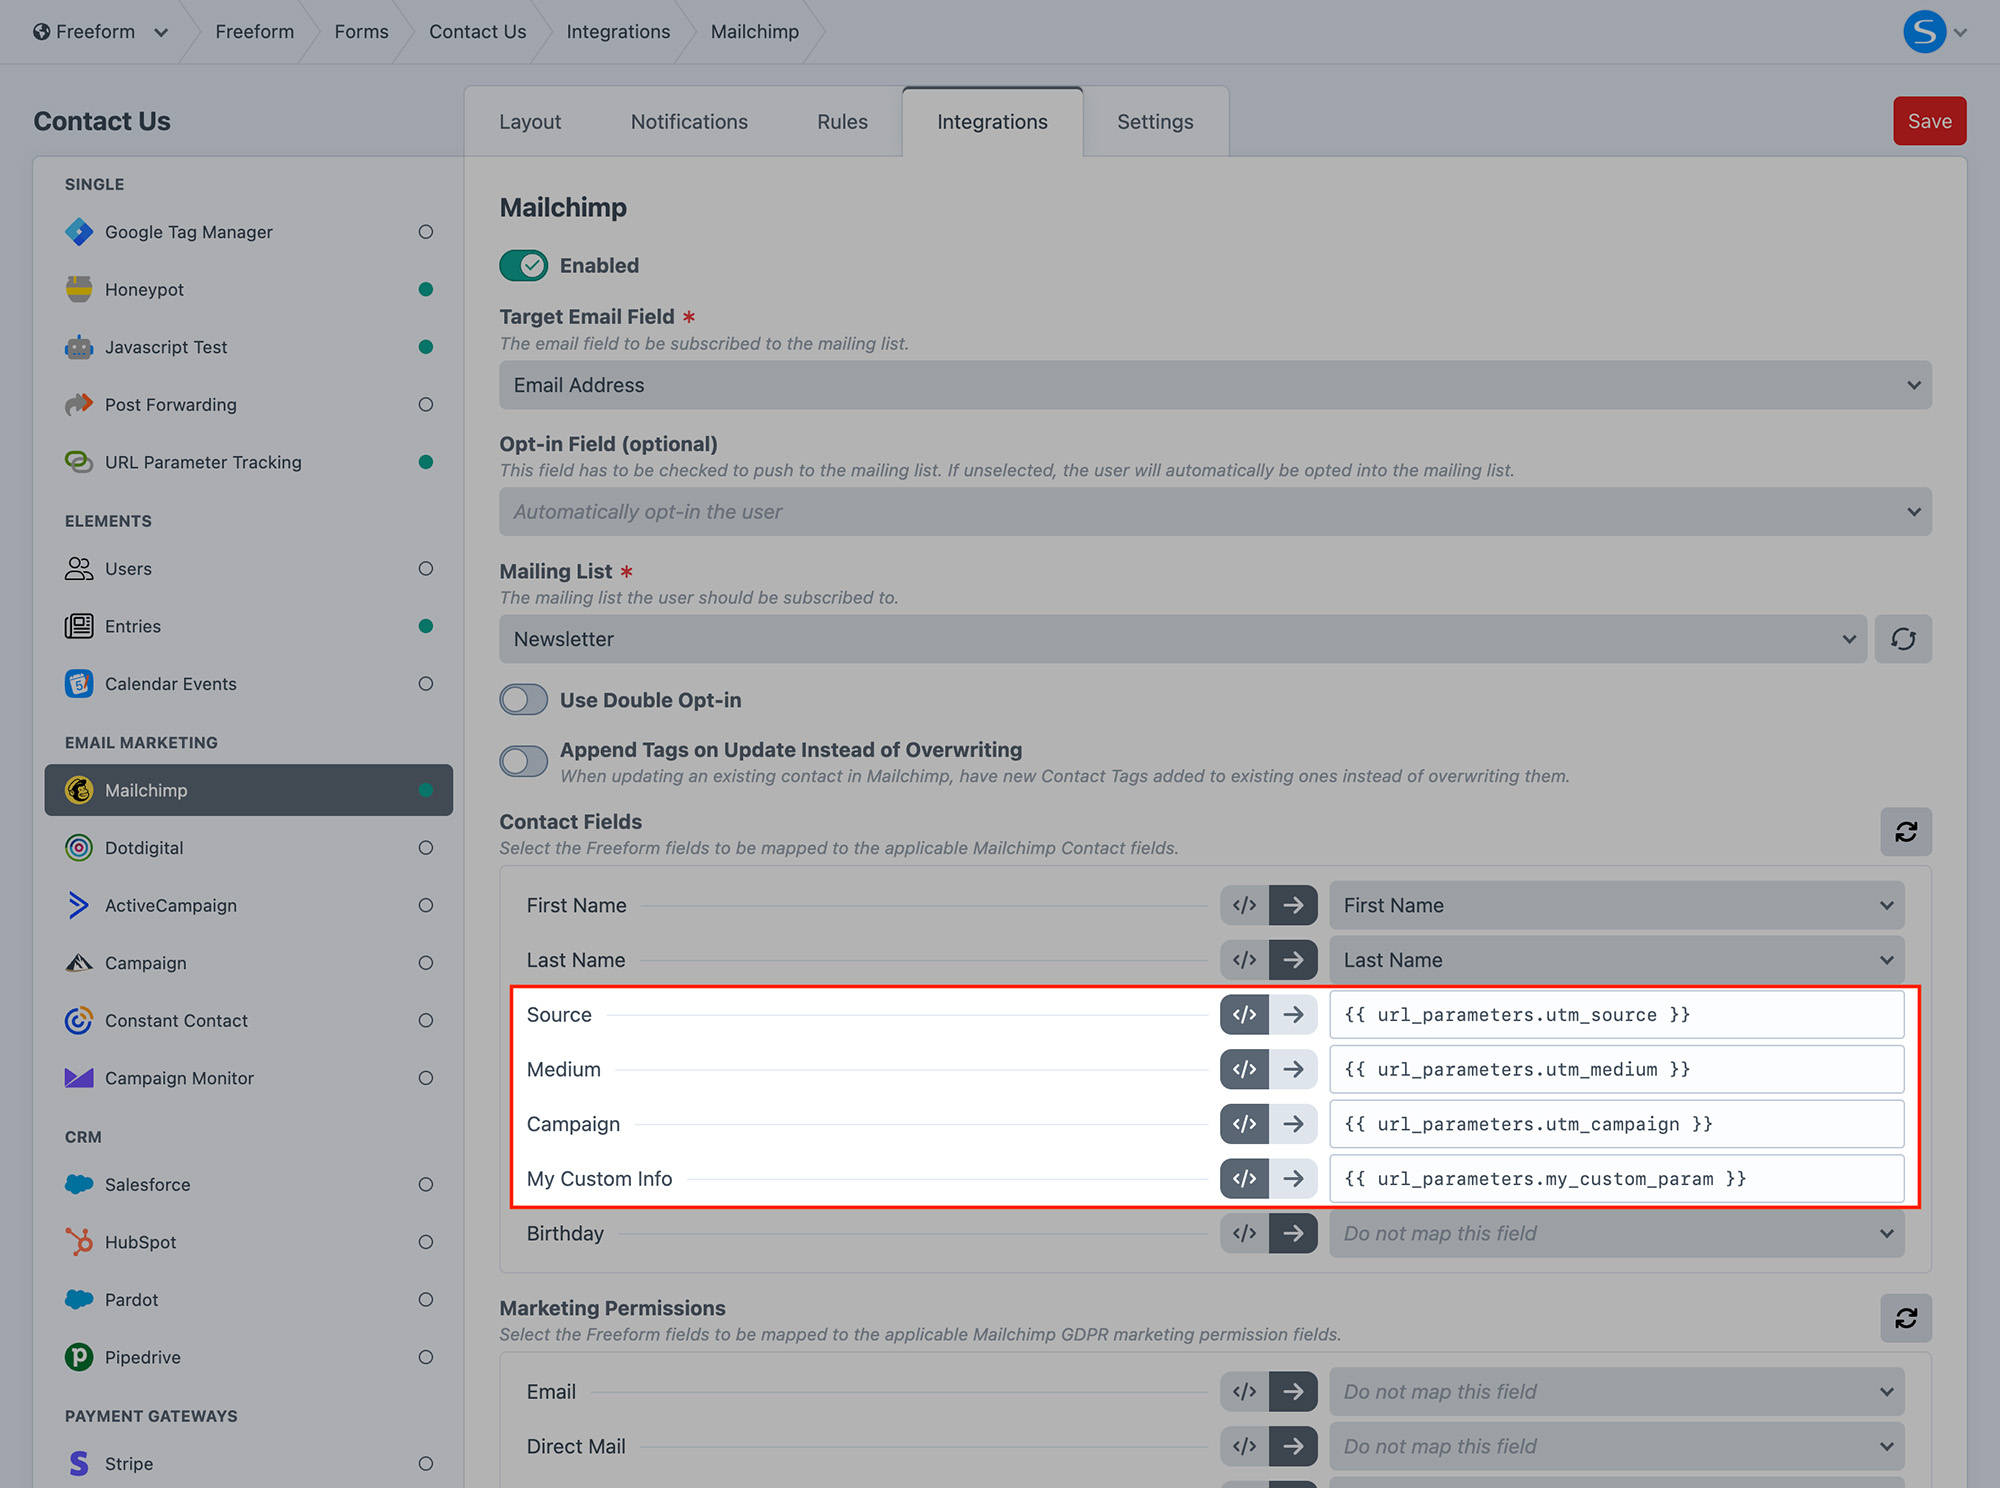 Freeform
Freeform
Forms
Contact Us
Integrations
Mailchimp
S
Contact Us
Layout
Notifications
Rules
Integrations
Settings
Save
SINGLE
Google Tag Manager
Honeypot
Javascript Test
Post Forwarding
URL Parameter Tracking
ELEMENTS
Users
Entries
5
Calendar Events
EMAIL MARKETING
Mailchimp
Dotdigital
ActiveCampaign
Campaign
Constant Contact
Campaign Monitor
CRM
Salesforce
HubSpot
Pardot
Pipedrive
PAYMENT GATEWAYS
Stripe
Mailchimp
Enabled
Target Email Field *
The email field to be subscribed to the mailing list.
Email Address
Opt-in Field (optional)
This field has to be checked to push to the mailing list. If unselected, the user will automatically be opted into the mailing list.
Automatically opt-in the user
Mailing List *
The mailing list the user should be subscribed to.
Newsletter
Use Double Opt-in
Append Tags on Update Instead of Overwriting
When updating an existing contact in Mailchimp, have new Contact Tags added to existing ones instead of overwriting them.
Contact Fields
Select the Freeform fields to be mapped to the applicable Mailchimp Contact fields.
First Name </> → First Name
Last Name </> → Last Name
Source </> → {{ url_parameters.utm_source }}
Medium </> → {{ url_parameters.utm_medium }}
Campaign </> → {{ url_parameters.utm_campaign }}
My Custom Info </> → {{ url_parameters.my_custom_param }}
Birthday </> → Do not map this field
Marketing Permissions
Select the Freeform fields to be mapped to the applicable Mailchimp GDPR marketing permission fields.
Email </> → Do not map this field
Direct Mail </> → Do not map this field